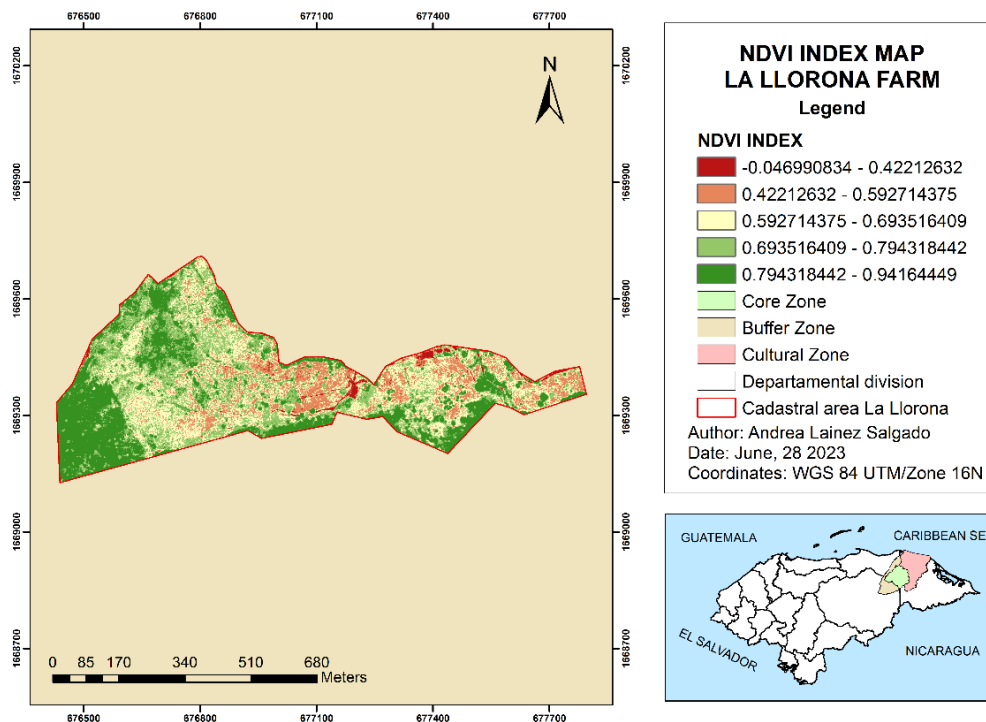 676500 676800 677100 677400 677700
1670200
1669900
1669600
1669300
1669000
1668700
1670200
1669900
1669600
1669300
1669000
1668700
N
0 85 170 340 510 680
Meters
676500 676800 677100 677400 677700
NDVI INDEX MAP
LA LLORONA FARM
Legend
NDVI INDEX
-0.046990834 - 0.42212632
0.42212632 - 0.592714375
0.592714375 - 0.693516409
0.693516409 - 0.794318442
0.794318442 - 0.94164449
Core Zone
Buffer Zone
Cultural Zone
Departamental division
Cadastral area La Llorona
Author: Andrea Lainez Salgado
Date: June, 28 2023
Coordinates: WGS 84 UTM/Zone 16N
GUATEMALA
CARIBBEAN SE
EL SALVADOR
NICARAGUA